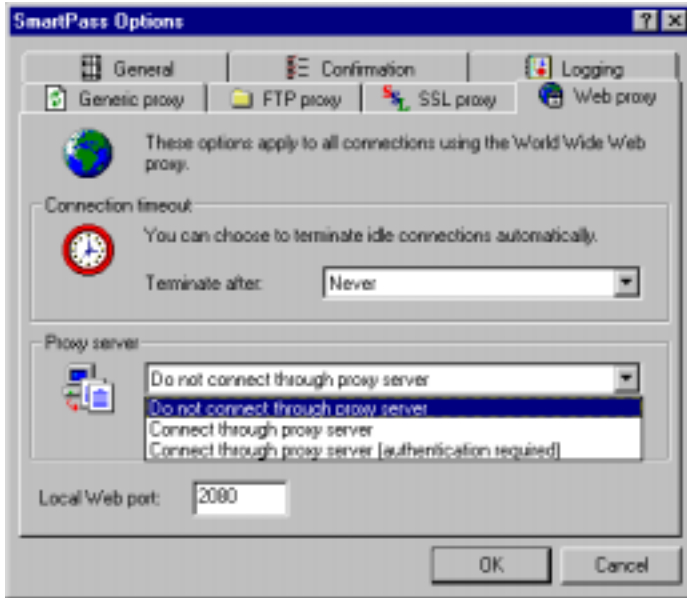 SmartPass Options
General
Confirmation
Logging
Generic proxy
FTP proxy
SSL proxy
Web proxy
These options apply to all connections using the World Wide Web
proxy.
Connection timeout
You can choose to terminate idle connections automatically.
Terminate after:
Never
Proxy server
Do not connect through proxy server
Do not connect through proxy server
Connect through proxy server
Connect through proxy server [authentication required]
Local Web port:
2080
OK
Cancel